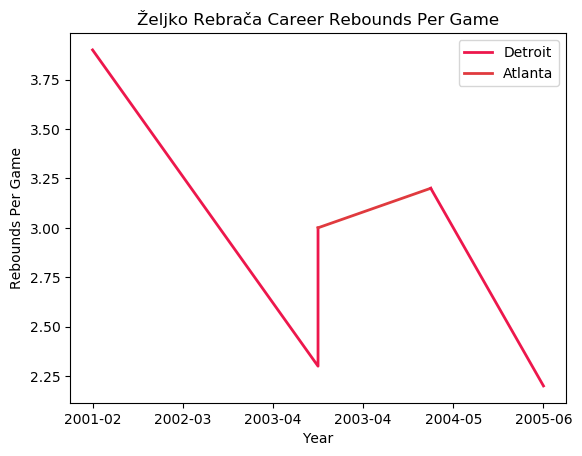 Željko Rebrača Career Rebounds Per Game
Detroit
Atlanta
Rebounds Per Game
3.75
3.50
3.25
3.00
2.75
2.50
2.25
2001-02 2002-03 2003-04 2003-04 2004-05 2005-06
Year